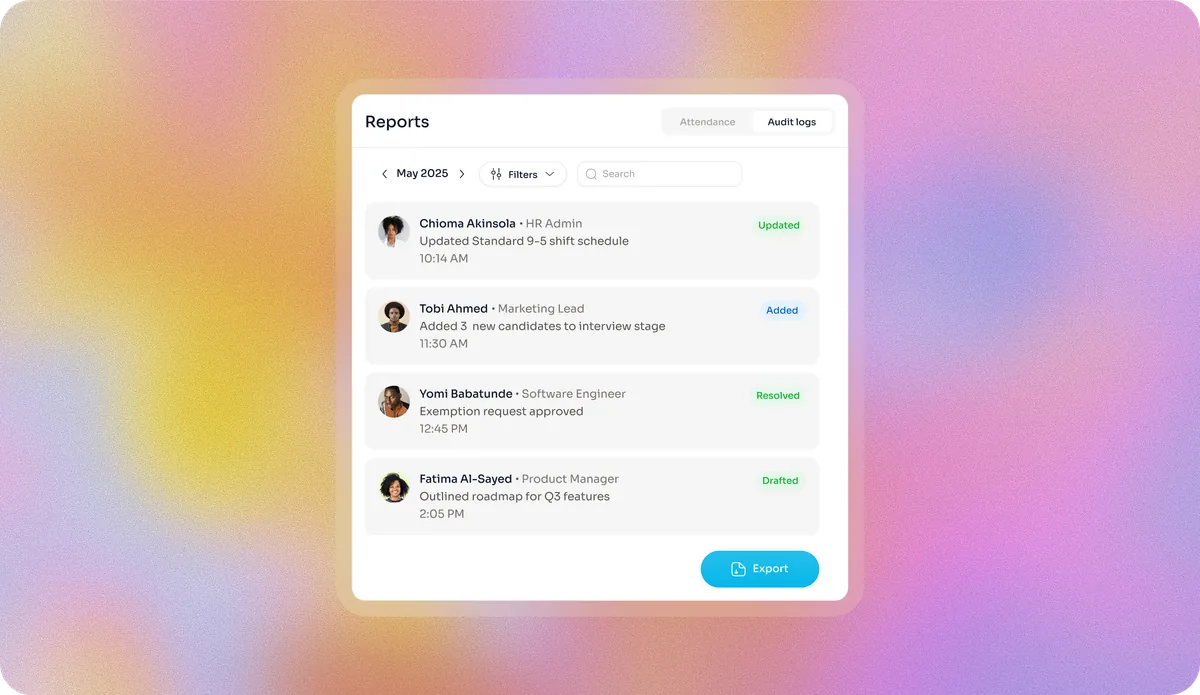 Reports
Attendance
Audit logs
May 2025
Filters
Search
Chioma Akinsola • HR Admin
Updated
Updated Standard 9-5 shift schedule
10:14 AM
Tobi Ahmed • Marketing Lead
Added
Added 3  new candidates to interview stage
11:30 AM
Yomi Babatunde • Software Engineer
Resolved
Exemption request approved
12:45 PM
Fatima Al-Sayed • Product Manager
Drafted
Outlined roadmap for Q3 features
2:05 PM
Export